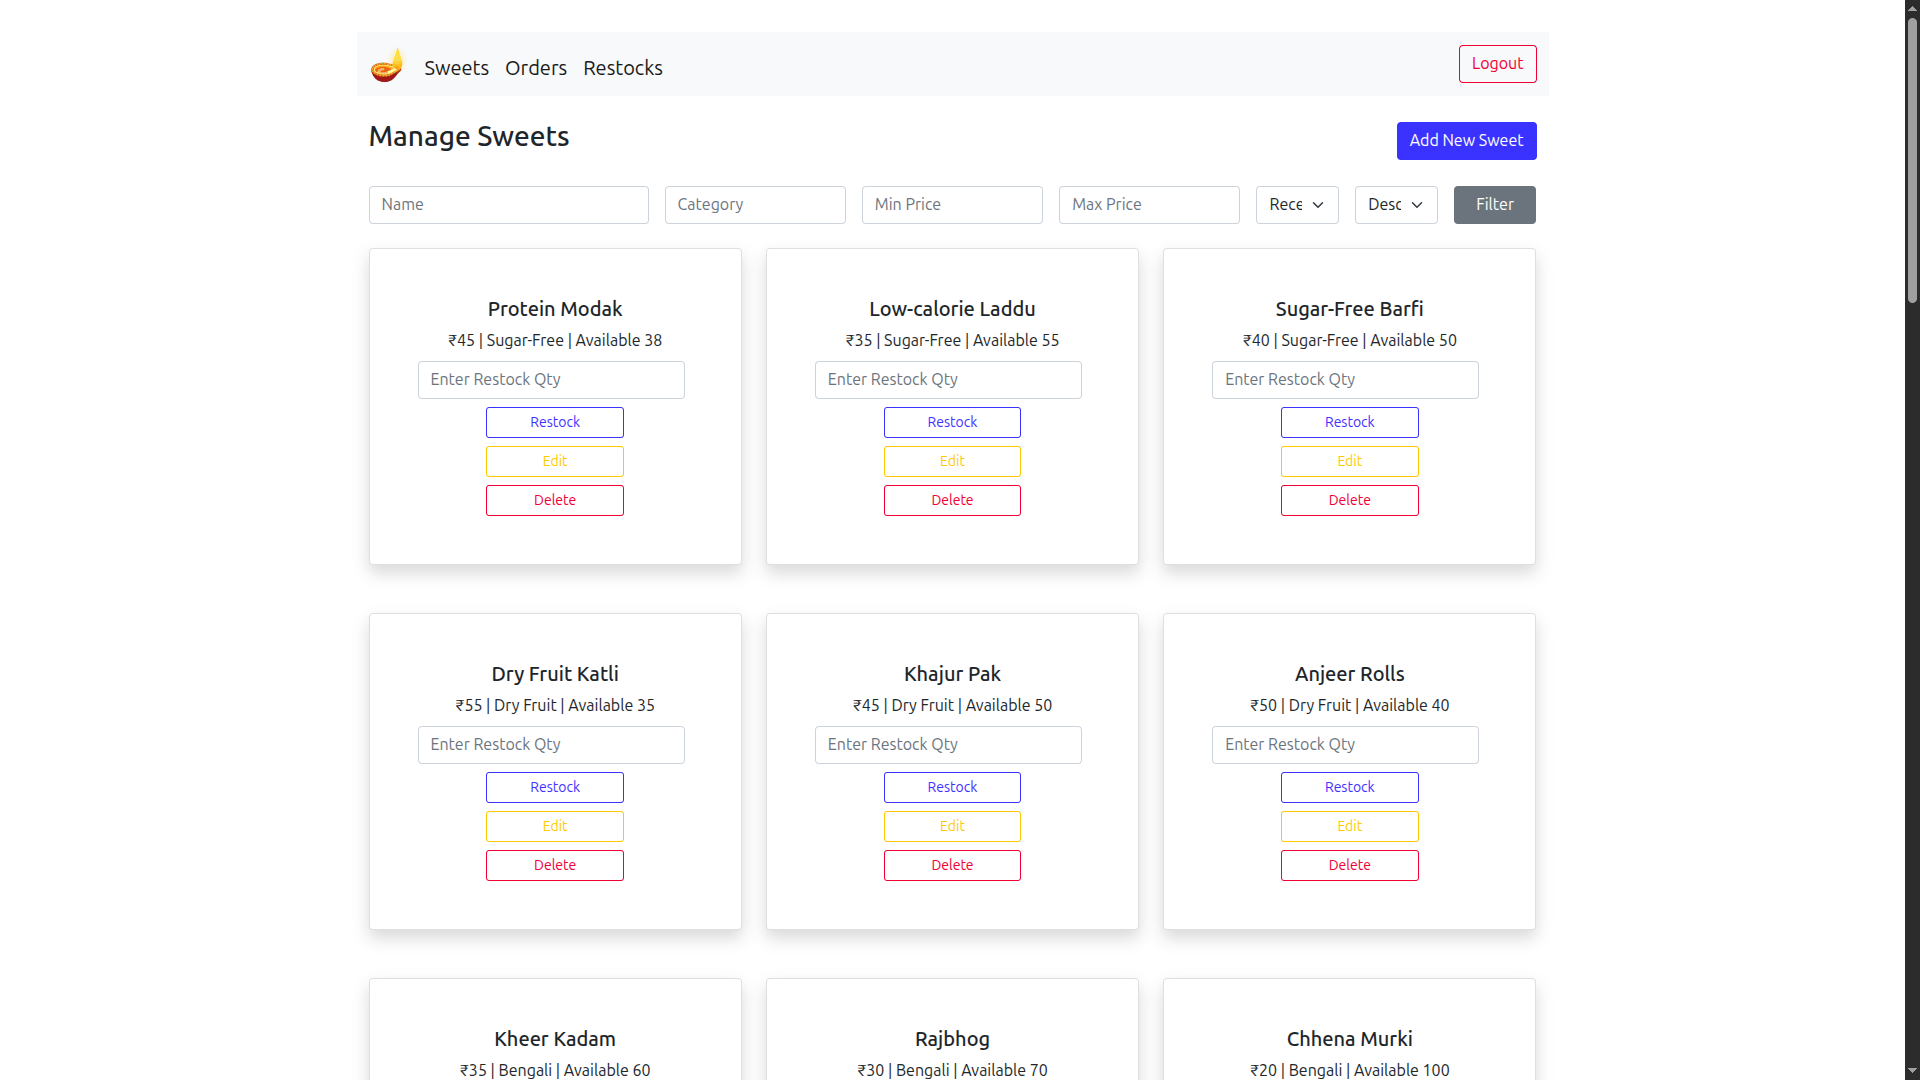 Sweets Orders Restocks Logout
Manage Sweets Add New Sweet
Name Category Min Price Max Price Rece Desc Filter
Protein Modak Low-calorie Laddu Sugar-Free Barfi
₹45 | Sugar-Free | Available 38 ₹35 | Sugar-Free | Available 55 ₹40 | Sugar-Free | Available 50
Enter Restock Qty Enter Restock Qty Enter Restock Qty
Restock Restock Restock
Edit Edit Edit
Delete Delete Delete
Dry Fruit Katli Khajur Pak Anjeer Rolls
₹55 | Dry Fruit | Available 35 ₹45 | Dry Fruit | Available 50 ₹50 | Dry Fruit | Available 40
Enter Restock Qty Enter Restock Qty Enter Restock Qty
Restock Restock Restock
Edit Edit Edit
Delete Delete Delete
Kheer Kadam Rajbhog Chhena Murki
₹35 | Bengali | Available 60 ₹30 | Bengali | Available 70 ₹20 | Bengali | Available 100